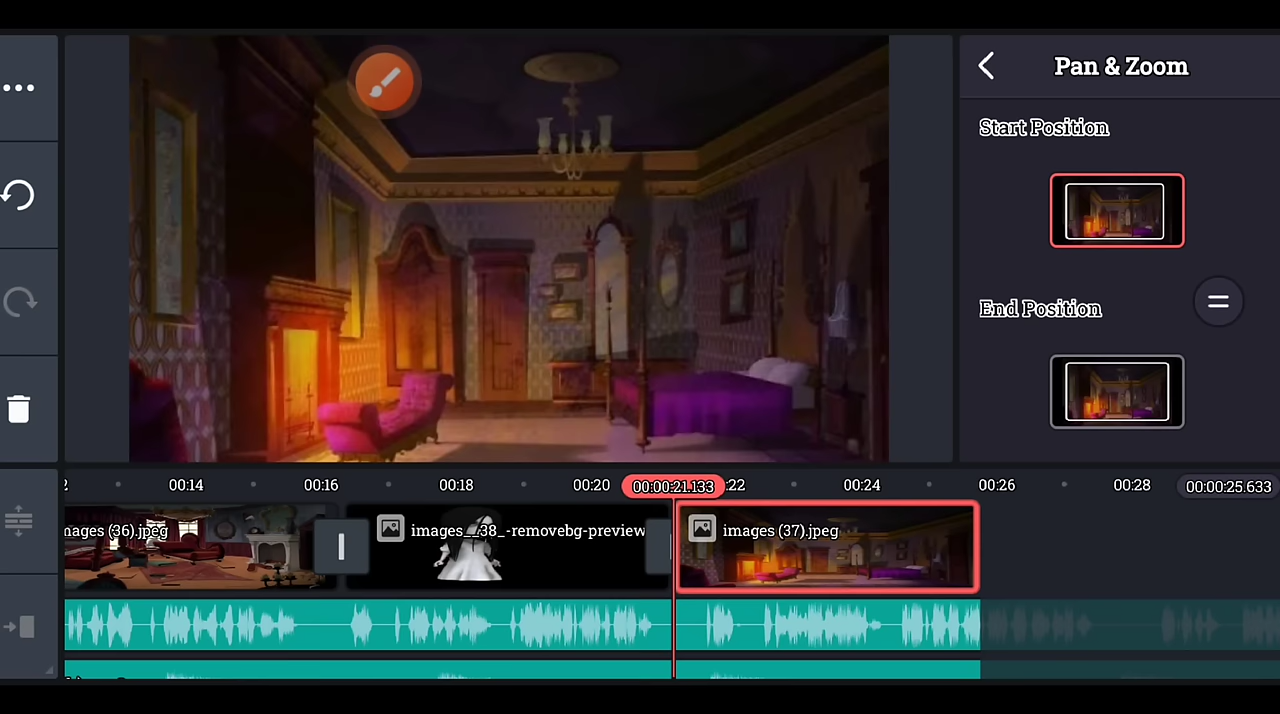 Pan & Zoom
Start Position
End Position
00:14
00:16
00:18
00:20
00:00:21.133
:22
00:24
00:26
00:28
00:00:25.633
nages (36).jpeg
images__38_-removebg-preview
images (37).jpeg